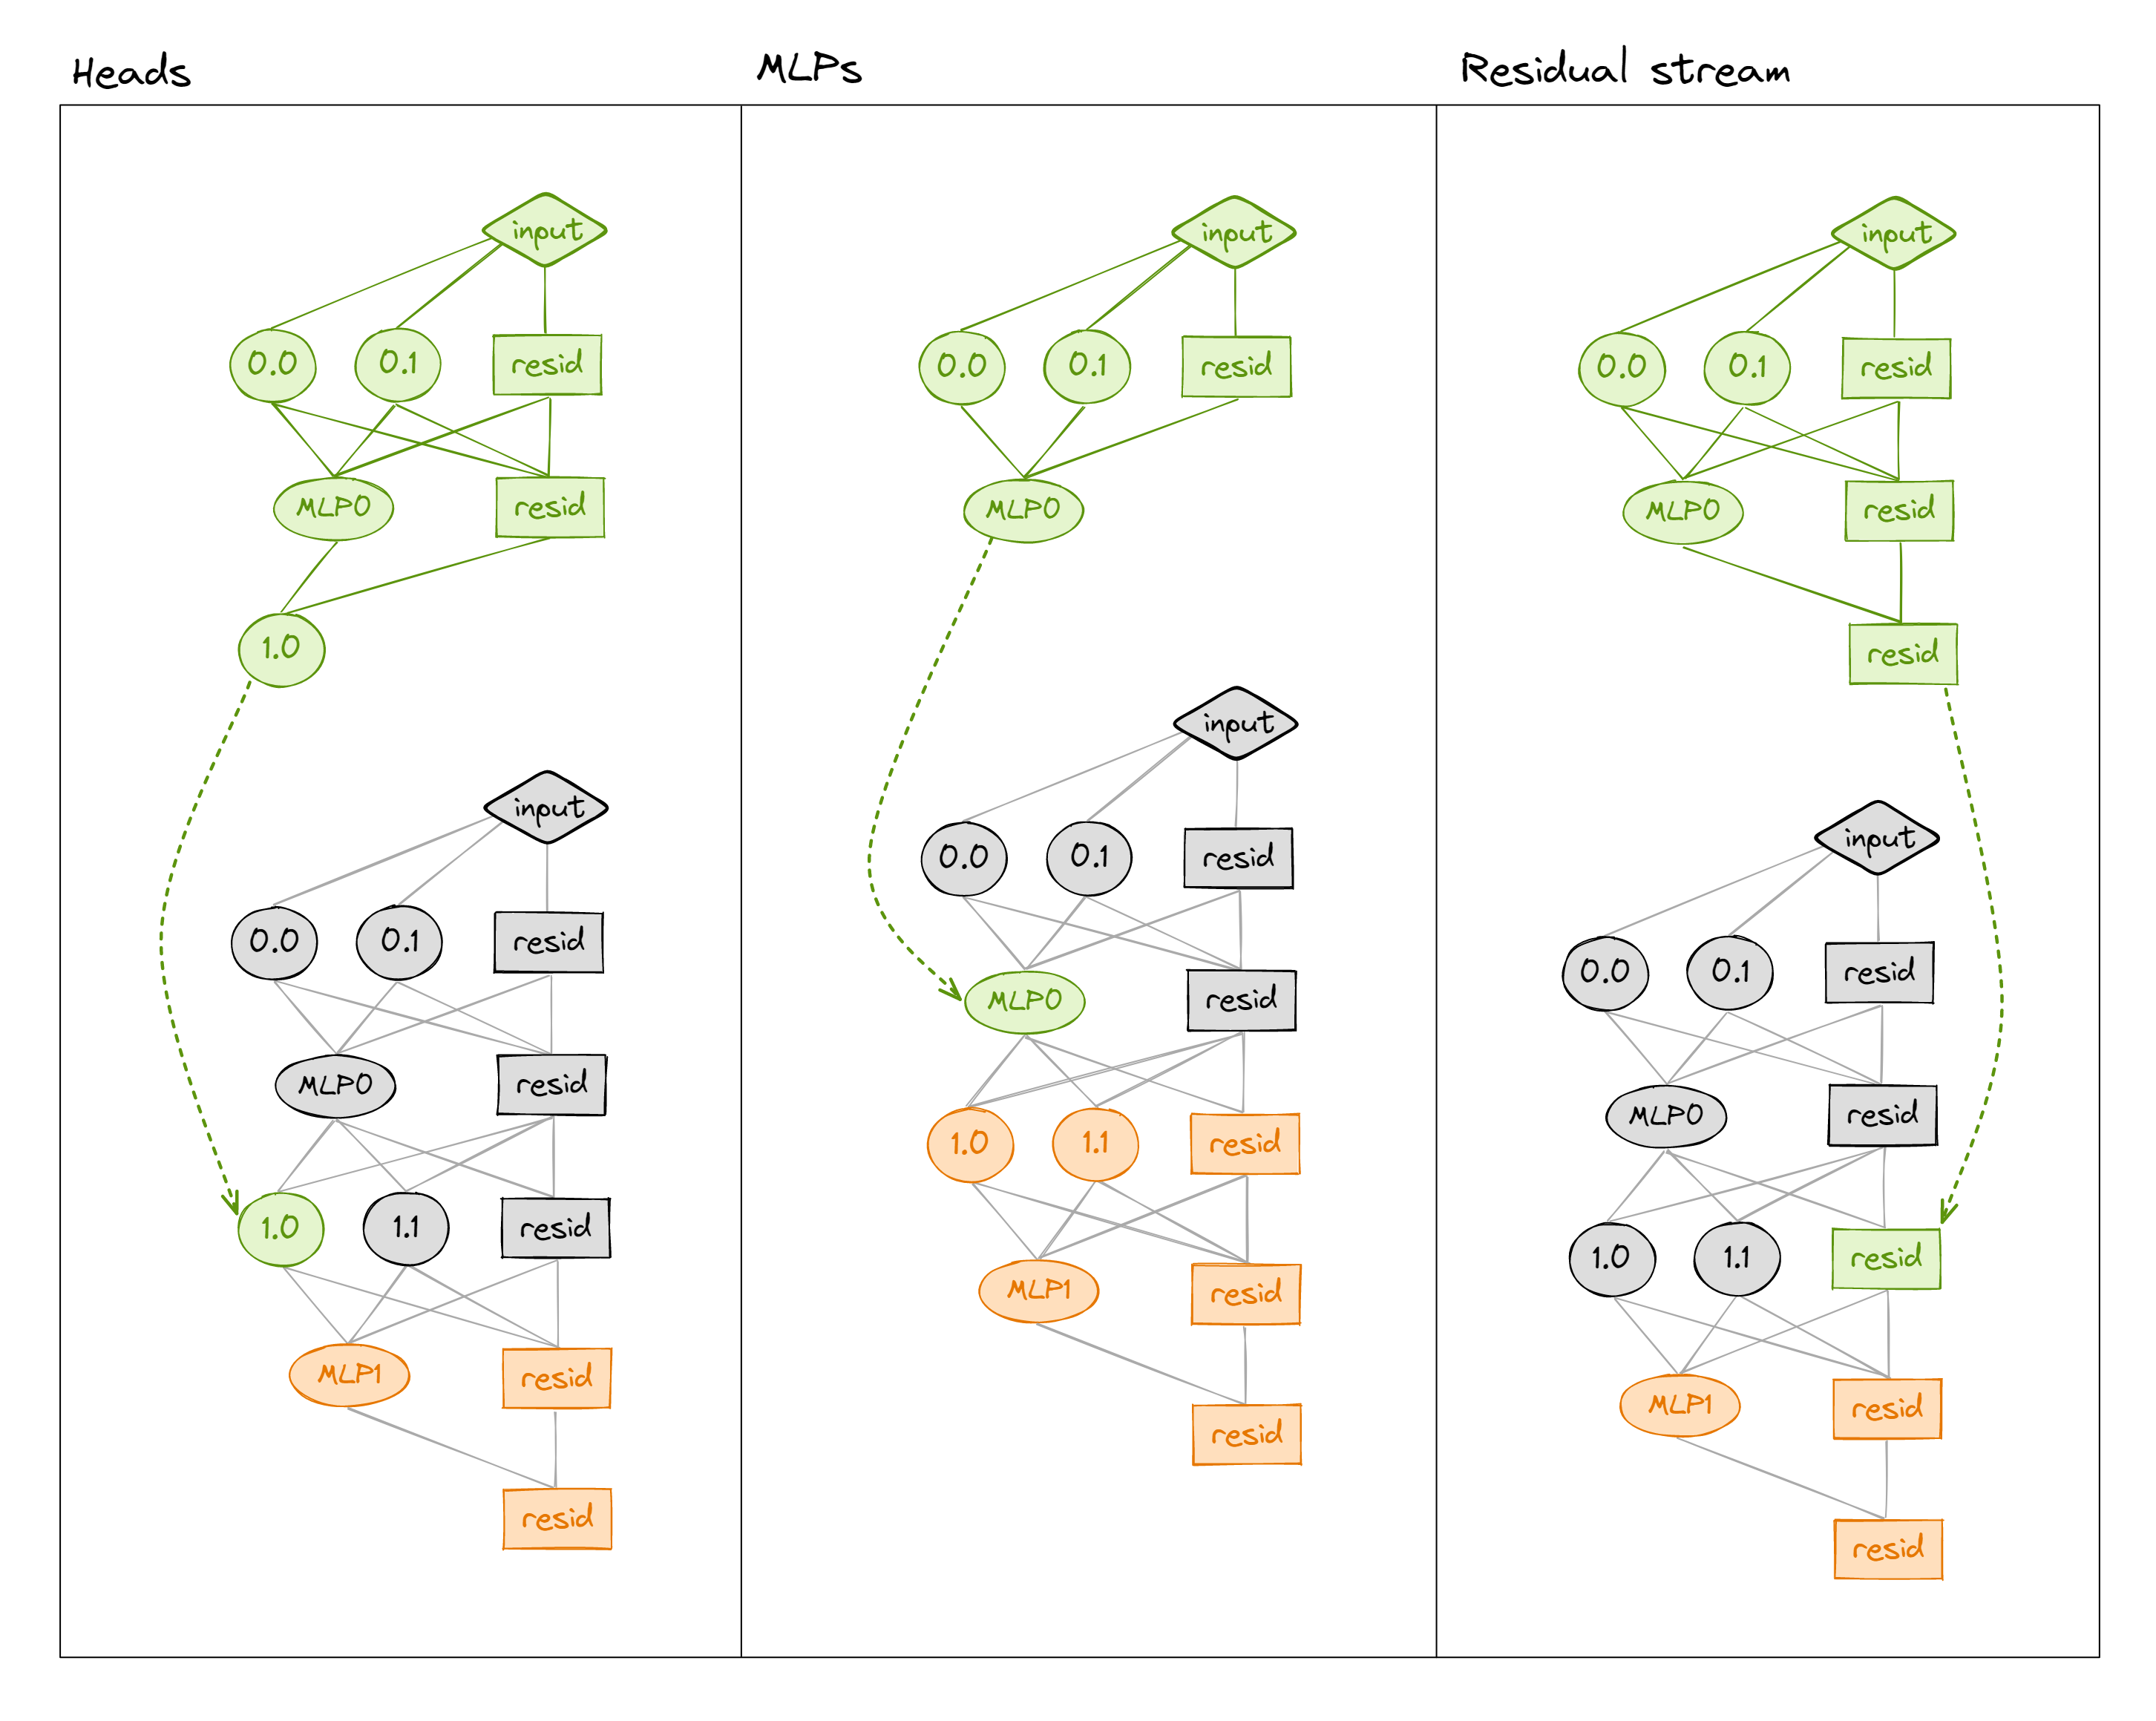 Heads
input
0.0 0.1 resid
MLP0 resid
1.0
input
0.0 0.1 resid
MLP0 resid
1.0 1.1 resid
MLP1 resid
resid
MLPs
input
0.0 0.1 resid
MLP0
input
0.0 0.1 resid
MLP0 resid
1.0 1.1 resid
MLP1 resid
resid
Residual stream
input
0.0 0.1 resid
MLP0 resid
resid
input
0.0 0.1 resid
MLP0 resid
1.0 1.1 resid
MLP1 resid
resid